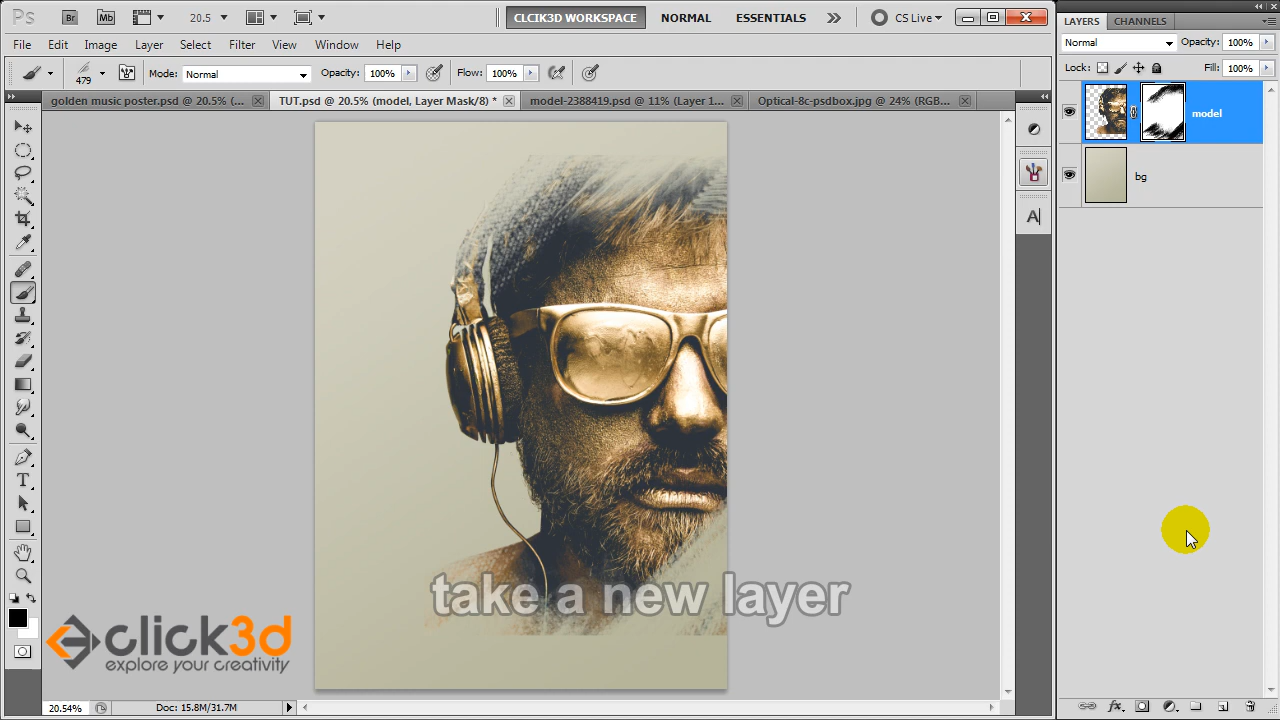 Ps Br Mb 20.5 CLCIK3D WORKSPACE NORMAL ESSENTIALS CS Live
File Edit Image Layer Select Filter View Window Help
479 Mode: Normal Opacity: 100% Flow: 100%
golden music poster.psd @ 20.5% (... TUT.psd @ 20.5% (model, Layer Mask/8) * model-2388419.psd @ 11% (Layer 1... Optical-8c-psdbox.jpg @ 24% (RGB...
LAYERS CHANNELS
Normal Opacity: 100%
Lock: Fill: 100%
model
bg
A
T
take a new layer
click3d
explore your creativity
20.54% Doc: 15.8M/31.7M
fx